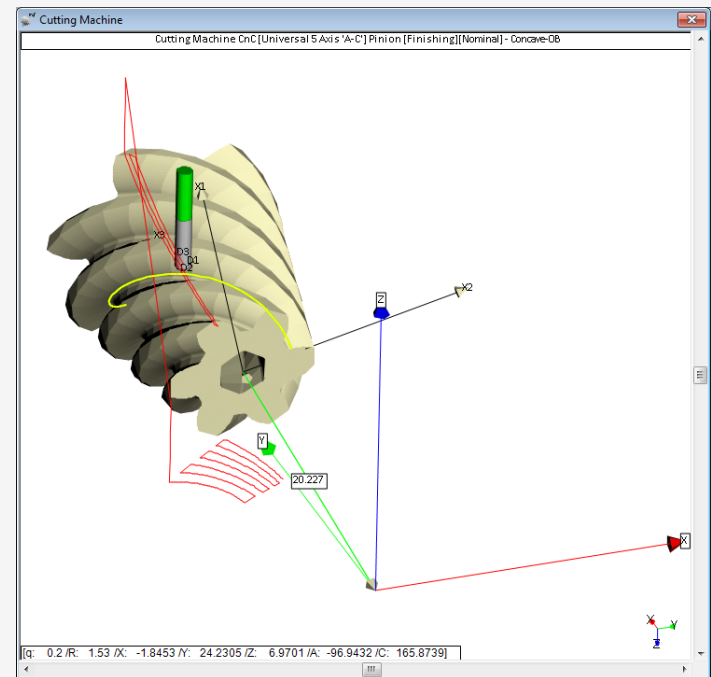 Cutting Machine
Cutting Machine CnC [Universal 5 Axis 'A-C'] Pinion [Finishing][Nominal] - Concave-OB
X1
X3
D3
D1
D2
X2
Z
Y
20.227
X
X
Y
Z
[q: 0.2 /R: 1.53 /X: -1.8453 /Y: 24.2305 /Z: 6.9701 /A: -96.9432 /C: 165.8739]